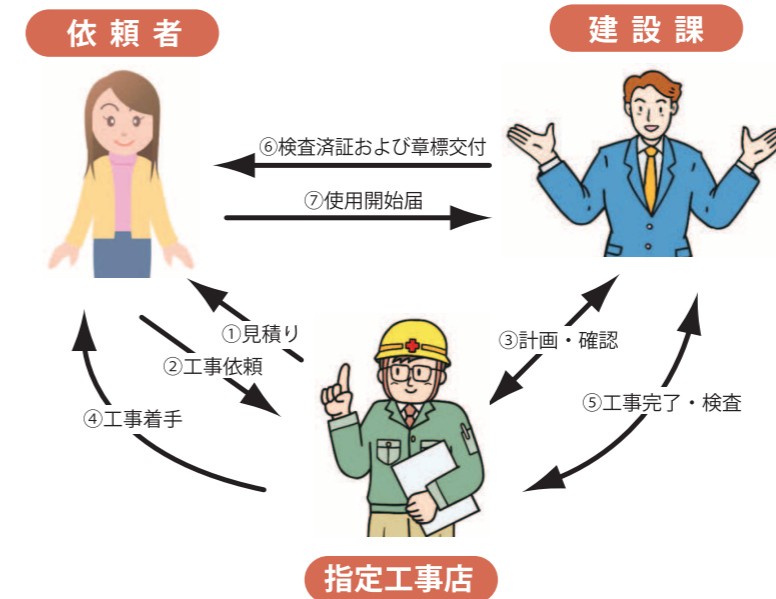 依頼者
建設課
⑥検査済証および章標交付
⑦使用開始届
①見積り
②工事依頼
③計画・確認
④工事着手
⑤工事完了・検査
指定工事店